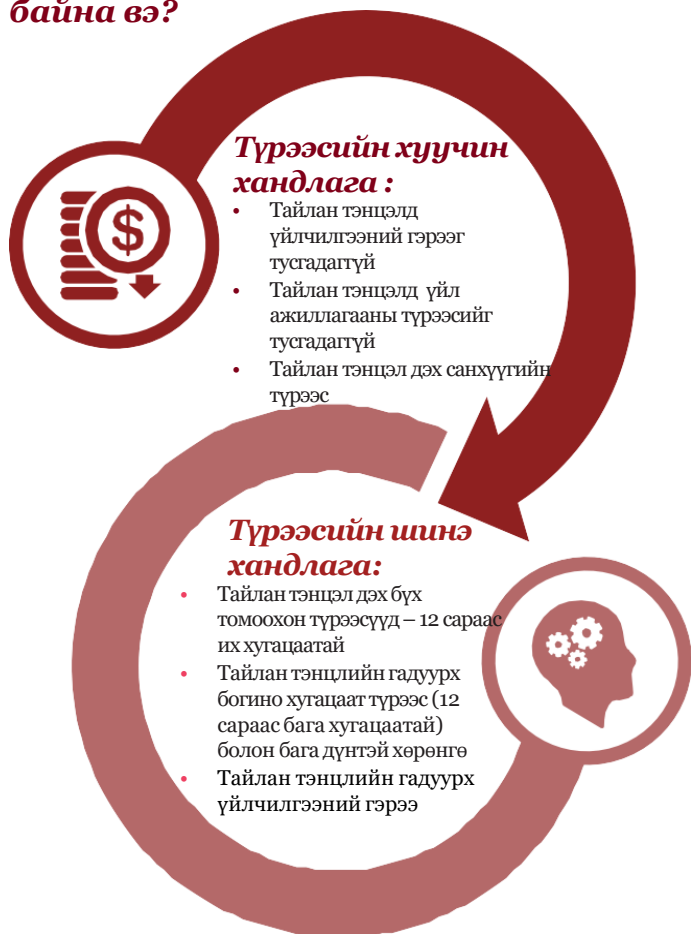 байна вэ?
Түрээсийн хуучин
хандлага :
• Тайлан тэнцэлд
үйлчилгээний гэрээг
тусгадаггүй
• Тайлан тэнцэлд үйл
ажиллагааны түрээсийг
тусгадаггүй
• Тайлан тэнцэл дэх санхүүгийн
түрээс
$
Түрээсийн шинэ
хандлага:
• Тайлан тэнцэл дэх бүх
томоохон түрээсүүд – 12 сараас
их хугацаатай
• Тайлан тэнцлийн гадуурх
богино хугацаат түрээс (12
сараас бага хугацаатай)
болон бага дүнтэй хөрөнгө
• Тайлан тэнцлийн гадуурх
үйлчилгээний гэрээ